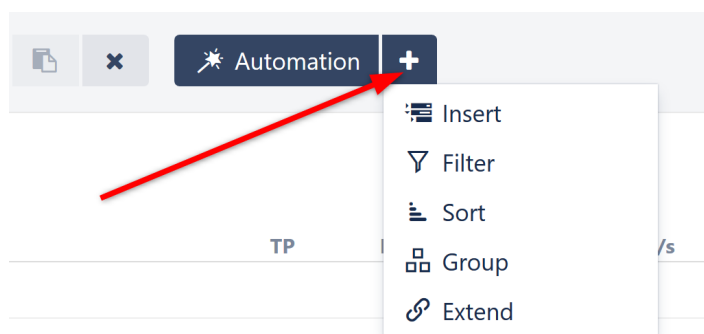 Automation
Insert
Filter
Sort
TP
/s
Group
Extend